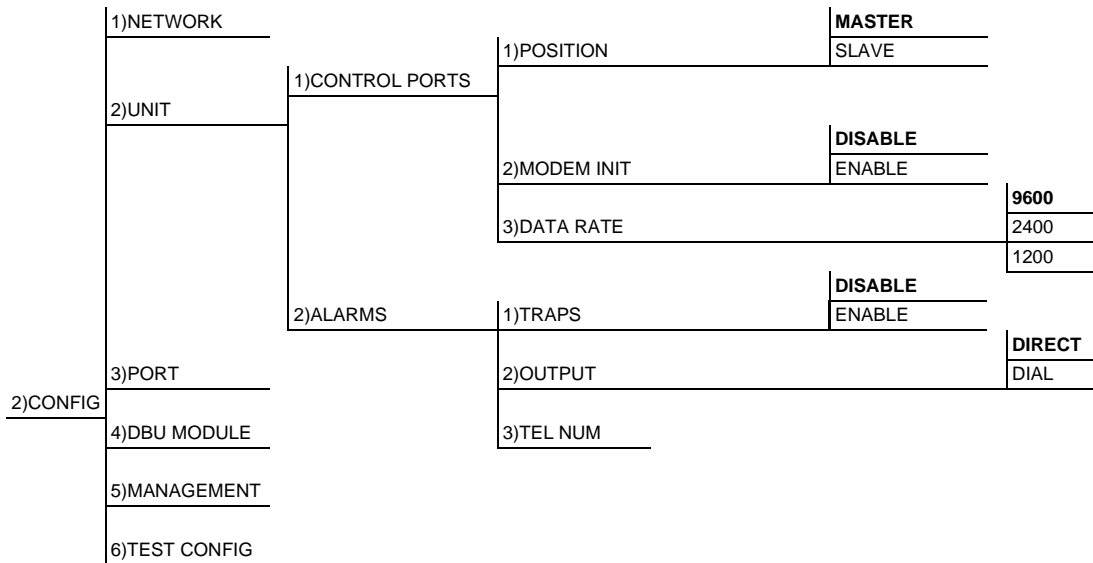 1)NETWORK
MASTER
1)POSITION
SLAVE
1)CONTROL PORTS
2)UNIT
DISABLE
2)MODEM INIT
ENABLE
9600
3)DATA RATE
2400
1200
DISABLE
2)ALARMS
1)TRAPS
ENABLE
DIRECT
3)PORT
2)OUTPUT
DIAL
2)CONFIG
4)DBU MODULE
3)TEL NUM
5)MANAGEMENT
6)TEST CONFIG